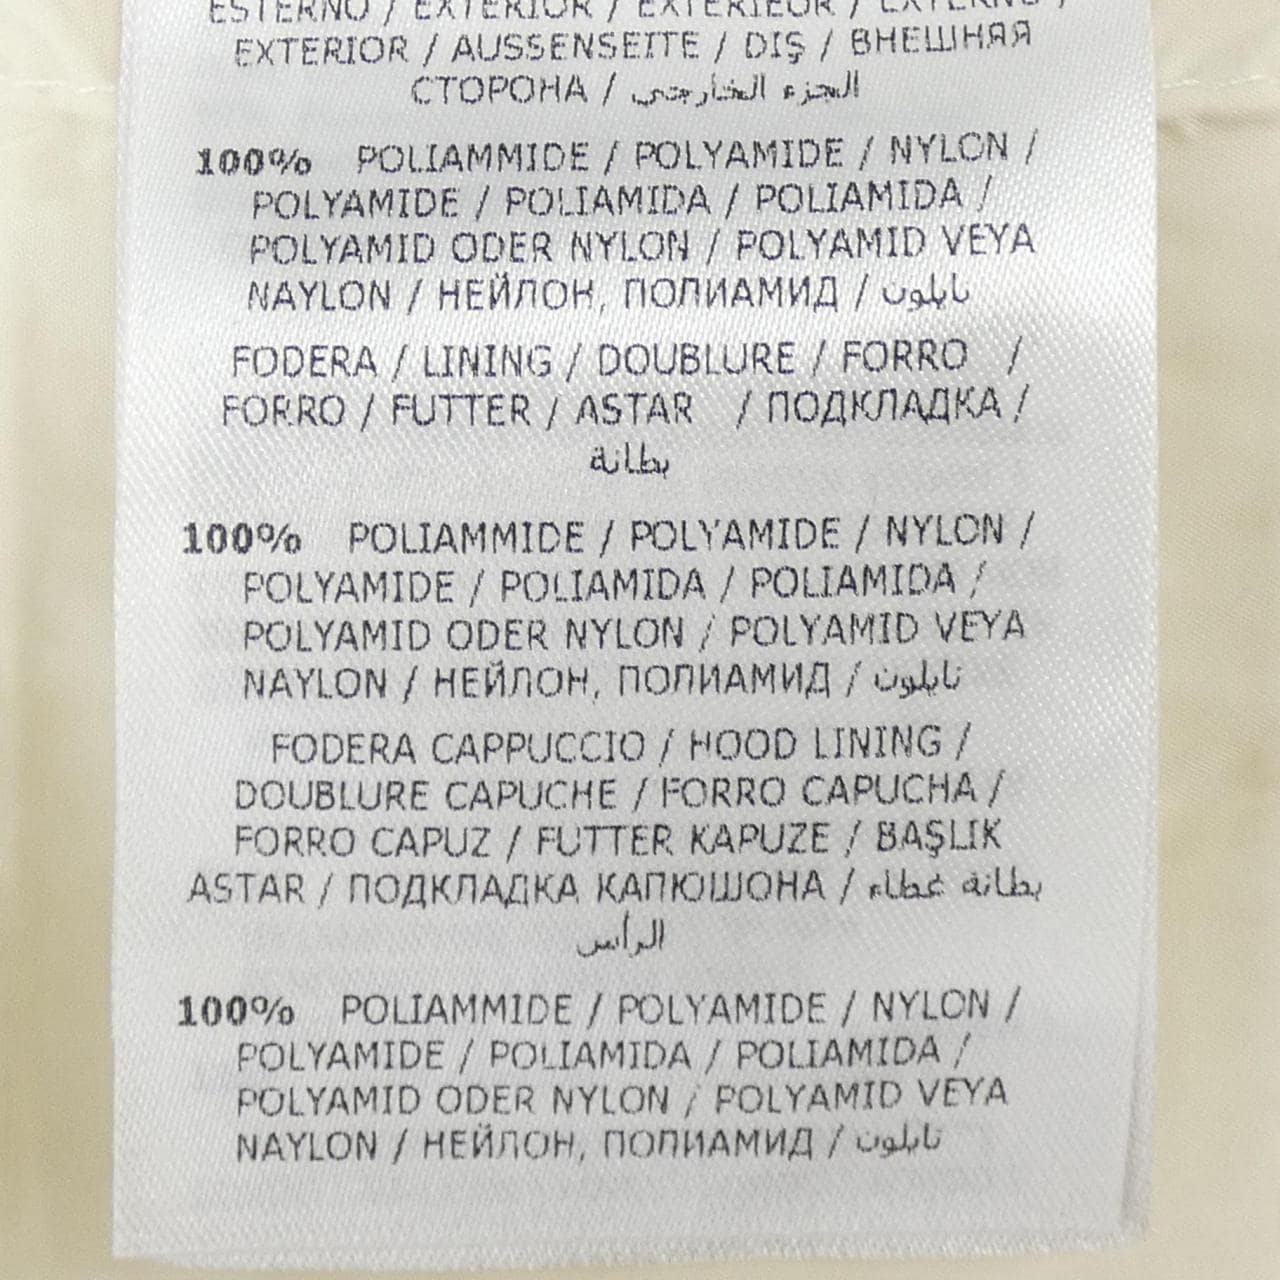 ESTERNO / EXTERIOR / EXTERIEUR / EXTERNO /
EXTERIOR / AUSSENSEITE / DIŞ / ВНЕШНЯЯ
СТОРОНА / الجزء الخارجي
100% POLIAMMIDE / POLYAMIDE / NYLON /
POLYAMIDE / POLIAMIDA / POLIAMIDA /
POLYAMID ODER NYLON / POLYAMID VEYA
NAYLON / НЕЙЛОН, ПОЛИАМИД / نايلون
FODERA / LINING / DOUBLURE / FORRO /
FORRO / FUTTER / ASTAR / ПОДКЛАДКА /
بطانة
100% POLIAMMIDE / POLYAMIDE / NYLON /
POLYAMIDE / POLIAMIDA / POLIAMIDA /
POLYAMID ODER NYLON / POLYAMID VEYA
NAYLON / НЕЙЛОН, ПОЛИАМИД / نايلون
FODERA CAPPUCCIO / HOOD LINING /
DOUBLURE CAPUCHE / FORRO CAPUCHA /
FORRO CAPUZ / FUTTER KAPUZE / BAŞLIK
ASTAR / ПОДКЛАДКА КАПЮШОНА / بطانة غطاء
الرأس
100% POLIAMMIDE / POLYAMIDE / NYLON /
POLYAMIDE / POLIAMIDA / POLIAMIDA /
POLYAMID ODER NYLON / POLYAMID VEYA
NAYLON / НЕЙЛОН, ПОЛИАМИД / نايلون